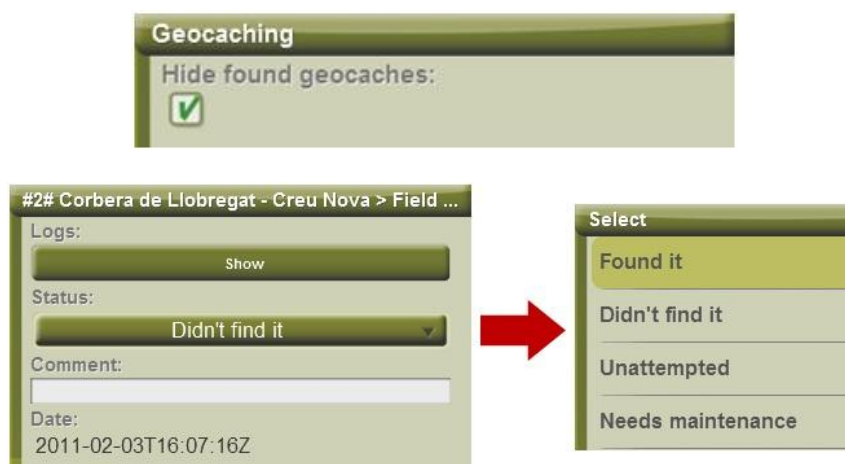 Geocaching
Hide found geocaches:
#2# Corbera de Llobregat - Creu Nova > Field ...
Logs:
Show
Status:
Didn't find it
Comment:
Date:
2011-02-03T16:07:16Z
Select
Found it
Didn't find it
Unattempted
Needs maintenance